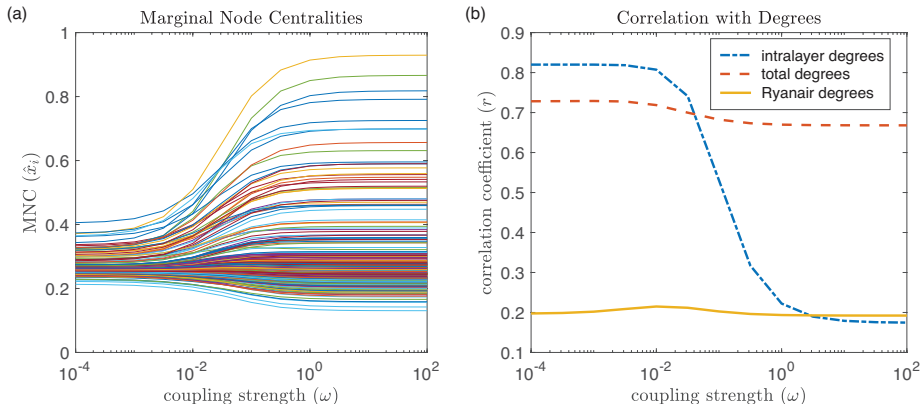 (a)
Marginal Node Centralities
MNC (x̂ᵢ)
1
0.8
0.6
0.4
0.2
0
10⁻⁴
10⁻²
10⁰
10²
coupling strength (ω)
(b)
Correlation with Degrees
correlation coefficient (r)
0.9
0.8
0.7
0.6
0.5
0.4
0.3
0.2
0.1
10⁻⁴
10⁻²
10⁰
10²
coupling strength (ω)
intralayer degrees
total degrees
Ryanair degrees